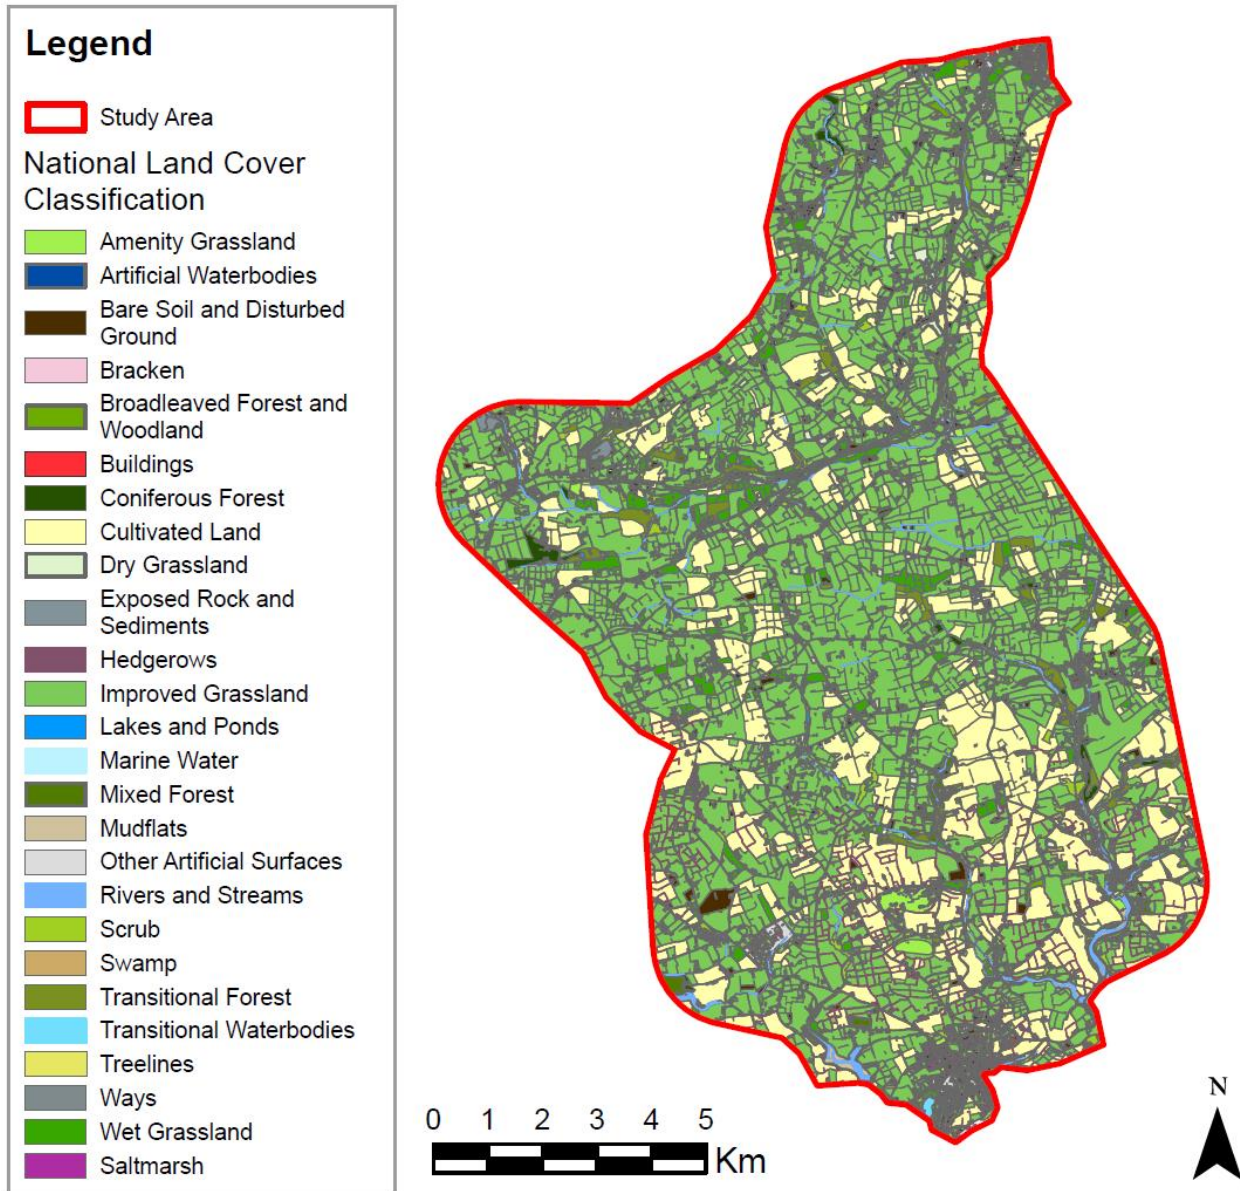 Legend
Study Area
National Land Cover
Classification
Amenity Grassland
Artificial Waterbodies
Bare Soil and Disturbed
Ground
Bracken
Broadleaved Forest and
Woodland
Buildings
Coniferous Forest
Cultivated Land
Dry Grassland
Exposed Rock and
Sediments
Hedgerows
Improved Grassland
Lakes and Ponds
Marine Water
Mixed Forest
Mudflats
Other Artificial Surfaces
Rivers and Streams
Scrub
Swamp
Transitional Forest
Transitional Waterbodies
Treelines
Ways
Wet Grassland
Saltmarsh
0 1 2 3 4 5
Km
N